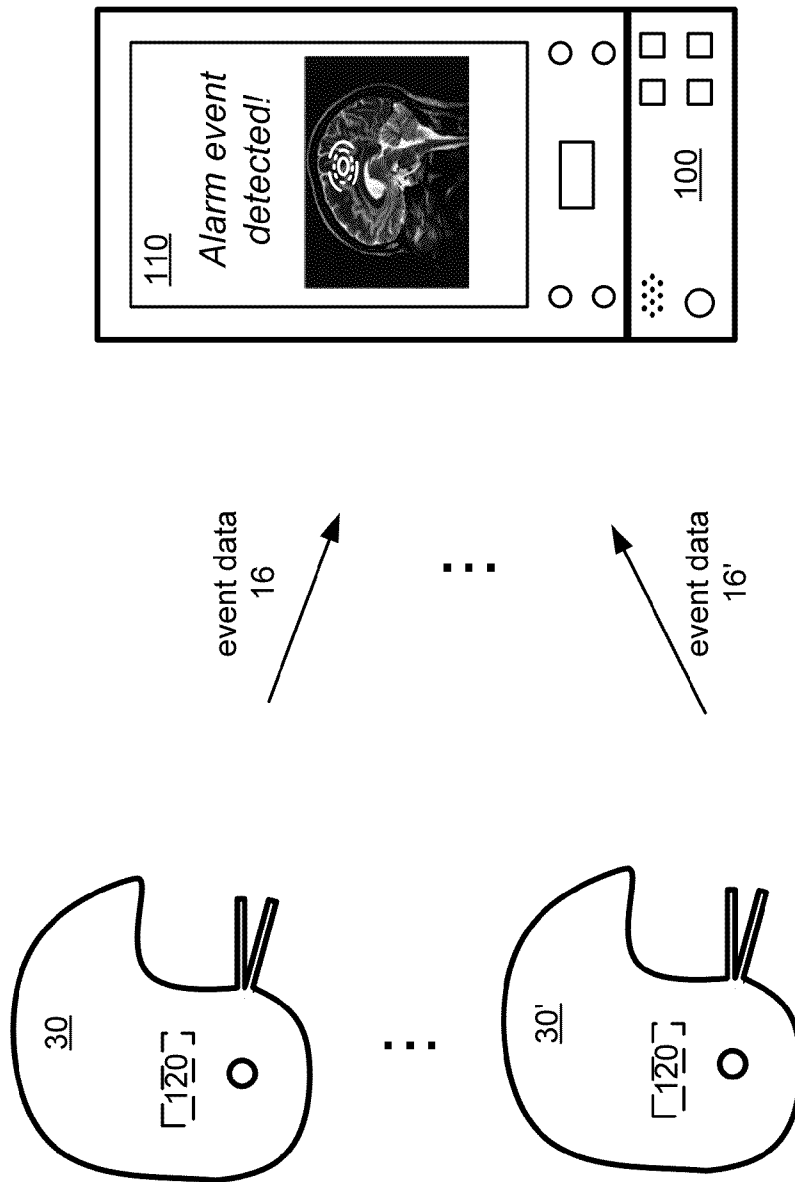 30
120
30'
120
event data
16
event data
16'
110
Alarm event
detected!
100